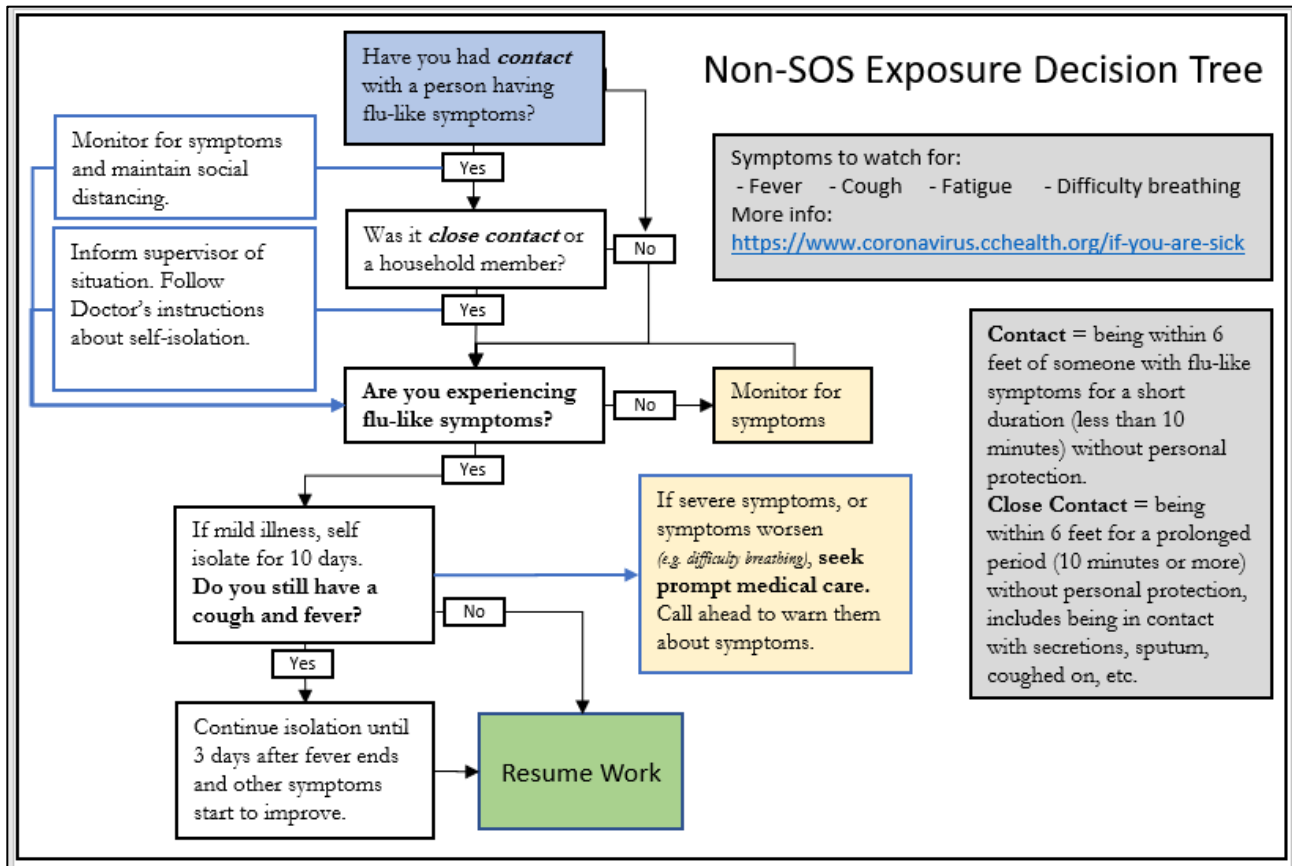 Non-SOS Exposure Decision Tree
Have you had contact
with a person having
flu-like symptoms?
Monitor for symptoms
and maintain social
distancing.
Yes
Symptoms to watch for:
- Fever - Cough - Fatigue - Difficulty breathing
More info:
https://www.coronavirus.cchealth.org/if-you-are-sick
Was it close contact or
a household member?
No
Inform supervisor of
situation. Follow
Doctor's instructions
about self-isolation.
Yes
Contact = being within 6
feet of someone with flu-like
symptoms for a short
duration (less than 10
minutes) without personal
protection.
Close Contact = being
within 6 feet for a prolonged
period (10 minutes or more)
without personal protection,
includes being in contact
with secretions, sputum,
coughed on, etc.
Are you experiencing
flu-like symptoms?
No
Monitor for
symptoms
Yes
If mild illness, self
isolate for 10 days.
Do you still have a
cough and fever?
If severe symptoms, or
symptoms worsen
(e.g. difficulty breathing), seek
prompt medical care.
Call ahead to warn them
about symptoms.
No
Yes
Continue isolation until
3 days after fever ends
and other symptoms
start to improve.
Resume Work